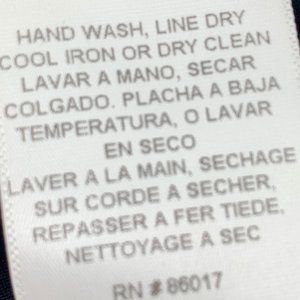 HAND WASH, LINE DRY
COOL IRON OR DRY CLEAN
LAVAR A MANO, SECAR
COLGADO. PLACHA A BAJA
TEMPERATURA, O LAVAR
EN SECO
LAVER A LA MAIN, SECHAGE
SUR CORDE A SECHER,
REPASSER A FER TIEDE,
NETTOYAGE A SEC
RN # 86017